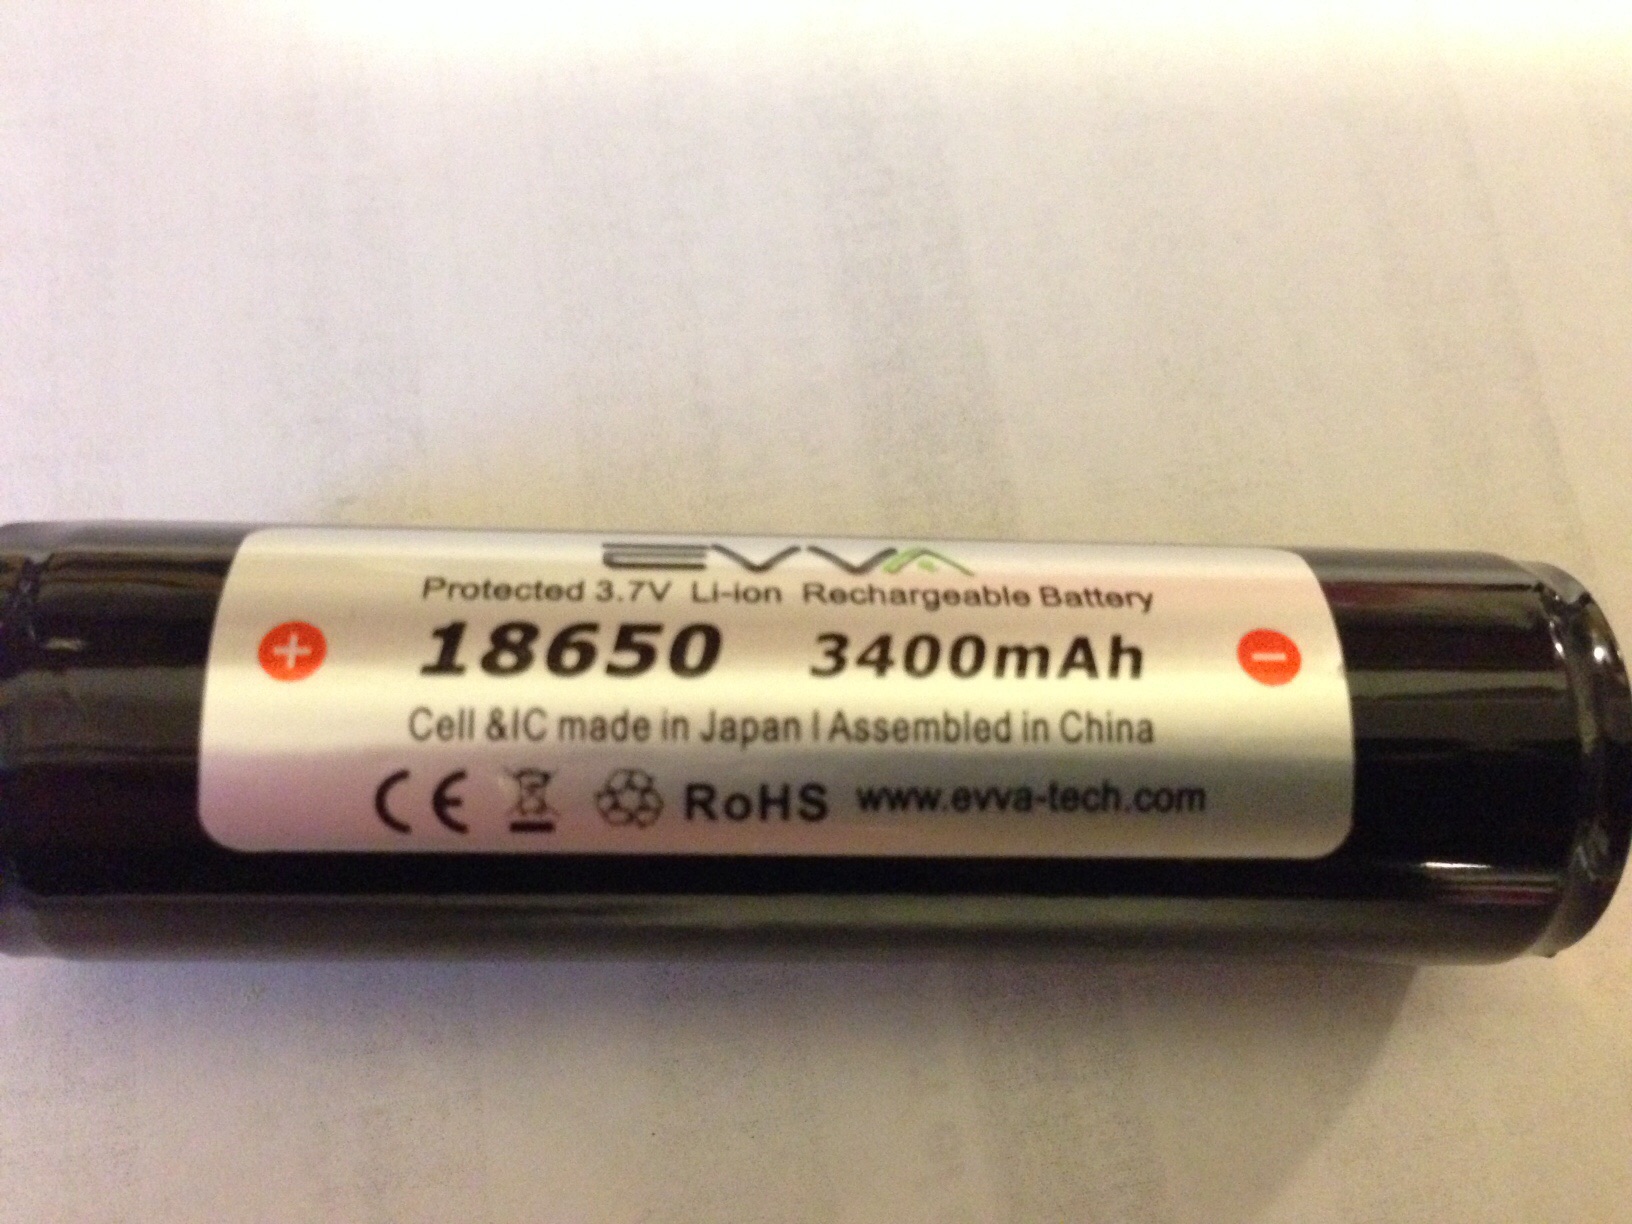 EVVA
Protected 3.7V Li-ion Rechargeable Battery
+ 18650 3400mAh -
Cell &IC made in Japan | Assembled in China
CE RoHS www.evva-tech.com